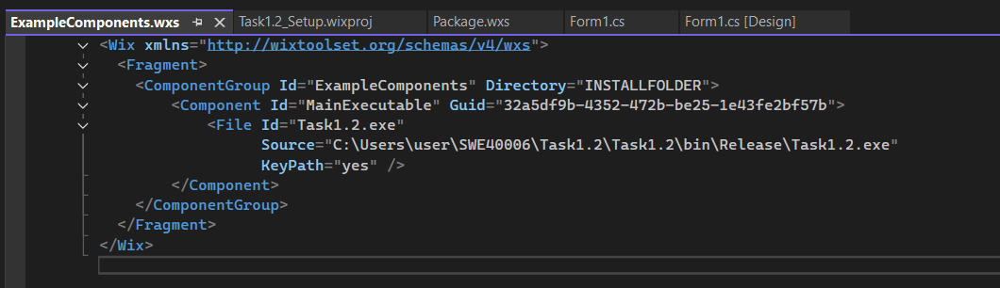 ExampleComponents.wxs Task1.2_Setup.wixproj Package.wxs Form1.cs Form1.cs [Design]
<Wix xmlns="http://wixtoolset.org/schemas/v4/wxs">
<Fragment>
<ComponentGroup Id="ExampleComponents" Directory="INSTALLFOLDER">
<Component Id="MainExecutable" Guid="32a5df9b-4352-472b-be25-1e43fe2bf57b">
<File Id="Task1.2.exe"
Source="C:\Users\user\SWE40006\Task1.2\Task1.2\bin\Release\Task1.2.exe"
KeyPath="yes" />
</Component>
</ComponentGroup>
</Fragment>
</Wix>